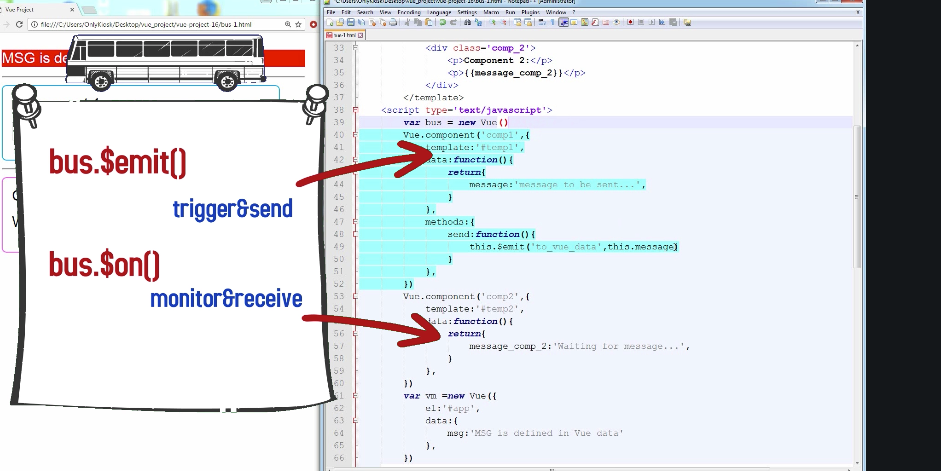 Vue Project
file:///C:/Users/OnlyKiosk/Desktop/vue_project/vue-project 16/bus-1.html
MSG is de
bus.$emit()
trigger&send
bus.$on()
monitor&receive
File Edit Search View Encoding Language Settings Macro Run Plugins Window ?
bus-1.html
33 <div class='comp_2'>
34 <p>Component 2:</p>
35 <p>{{message_comp_2}}</p>
36 </div>
37 </template>
38 <script type='text/javascript'>
39 var bus = new Vue()
40 Vue.component('comp1',{
41 template:'#temp1',
42 data:function(){
43 return{
44 message:'message to be sent...',
45 }
46 },
47 methods:{
48 send:function(){
49 this.$emit('to_vue_data',this.message)
50 }
51 },
52 })
53 Vue.component('comp2',{
54 template:'#temp2',
55 data:function(){
56 return{
57 message_comp_2:'Waiting for message...',
58 }
59 },
60 })
61 var vm =new Vue({
62 el:'#app',
63 data:{
64 msg:'MSG is defined in Vue data'
65 },
66 })